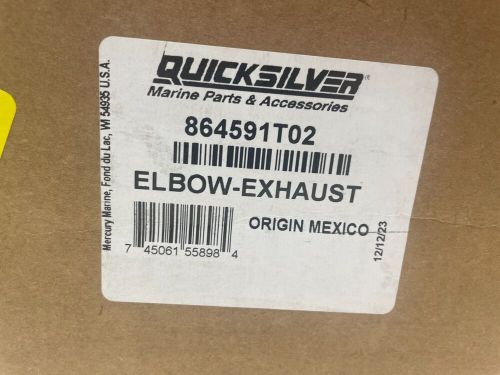 QUICKSILVER®
Marine Parts & Accessories
864591T02
ELBOW-EXHAUST
ORIGIN MEXICO
7 45061 55898 4
12/12/23
Mercury Marine, Fond du Lac, WI 54935 U.S.A.